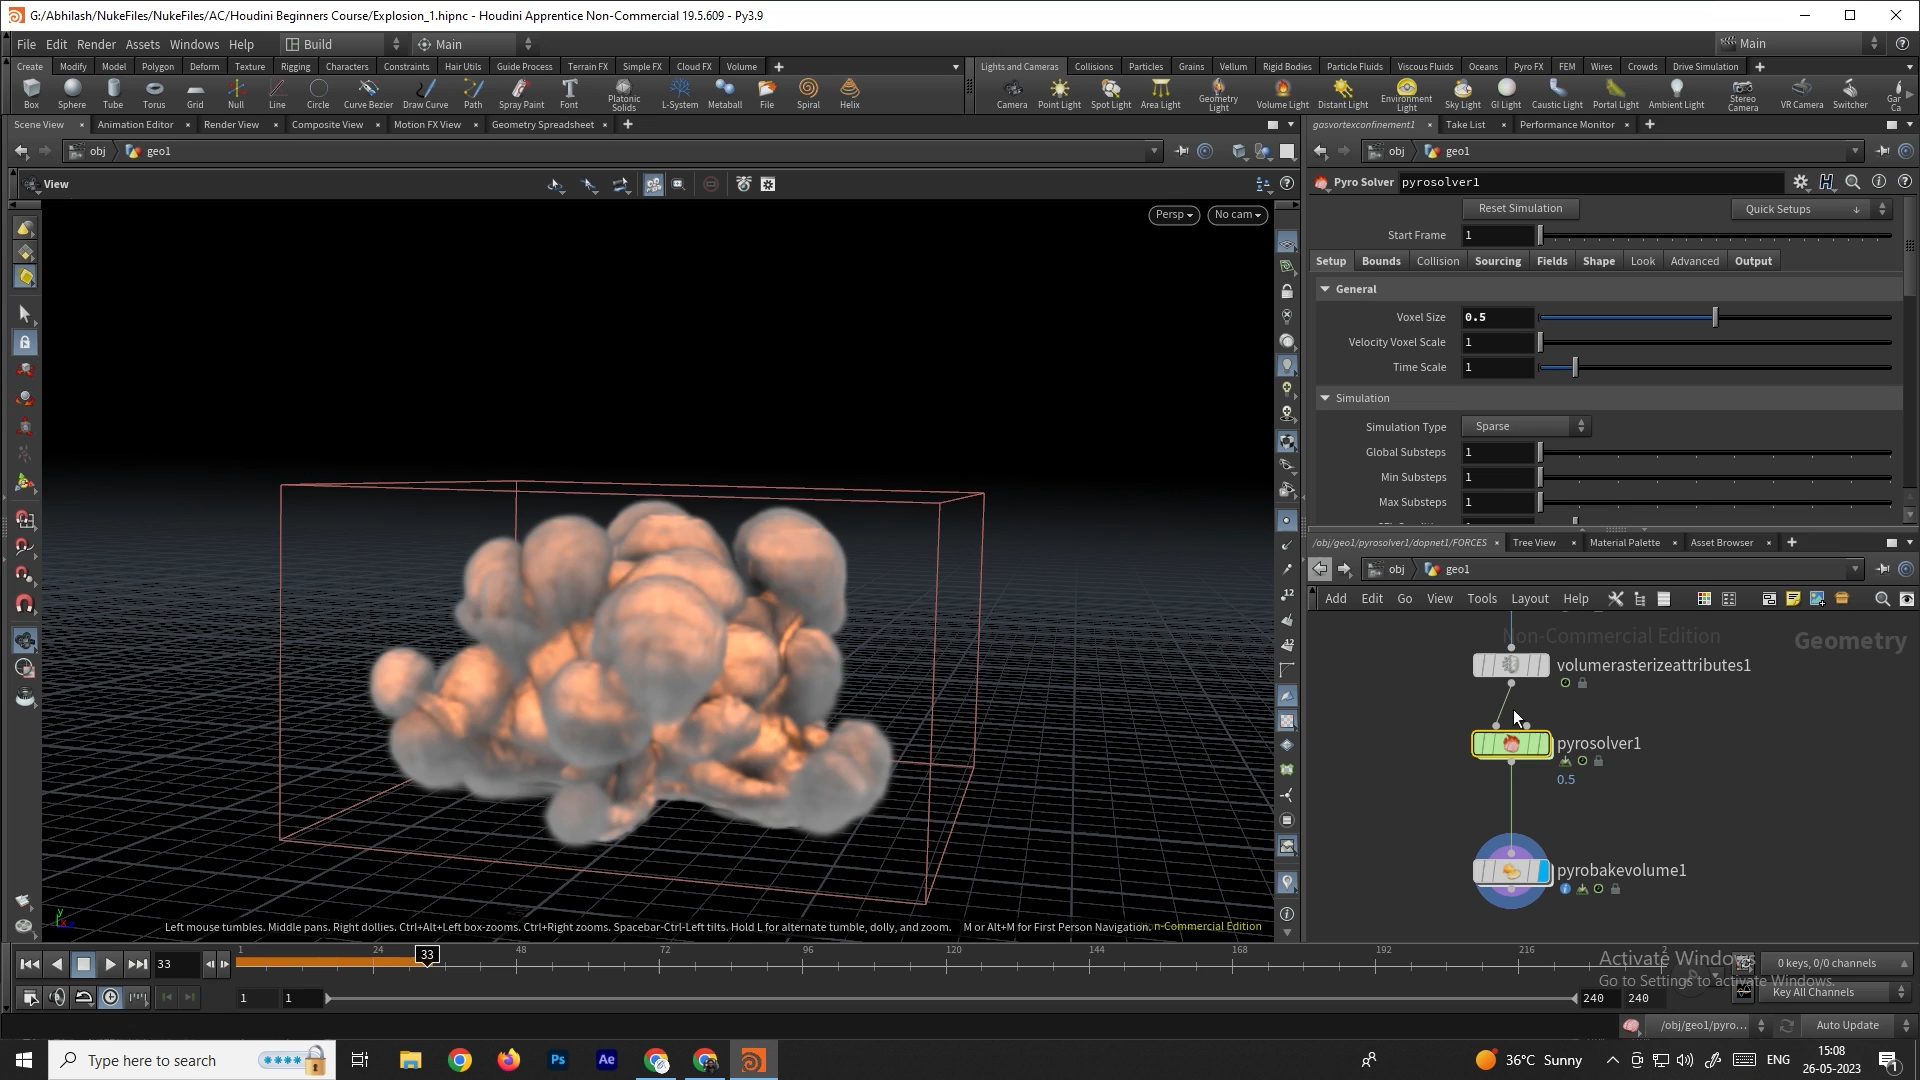 G:/Abhilash/NukeFiles/NukeFiles/AC/Houdini Beginners Course/Explosion_1.hipnc - Houdini Apprentice Non-Commercial 19.5.609 - Py3.9
File Edit Render Assets Windows Help Build Main Main
Create Modify Model Polygon Deform Texture Rigging Characters Constraints Hair Utils Guide Process Terrain FX Simple FX Cloud FX Volume
Lights and Cameras Collisions Particles Grains Vellum Rigid Bodies Particle Fluids Viscous Fluids Oceans Pyro FX FEM Wires Crowds Drive Simulation
Box Sphere Tube Torus Grid Null Line Circle Curve Bezier Draw Curve Path Spray Paint Font Platonic Solids L-System Metaball File Spiral Helix
Camera Point Light Spot Light Area Light Geometry Light Volume Light Distant Light Environment Light Sky Light GI Light Caustic Light Portal Light Ambient Light Stereo Camera VR Camera Switcher Gar Ca
Scene View Animation Editor Render View Composite View Motion FX View Geometry Spreadsheet
gasvortexconfinement1 Take List Performance Monitor
obj geo1
obj geo1
View
Persp No cam
Pyro Solver pyrosolver1
Reset Simulation Quick Setups
Start Frame 1
Setup Bounds Collision Sourcing Fields Shape Look Advanced Output
General
Voxel Size 0.5
Velocity Voxel Scale 1
Time Scale 1
Simulation
Simulation Type Sparse
Global Substeps 1
Min Substeps 1
Max Substeps 1
/obj/geo1/pyrosolver1/dopnet1/FORCES Tree View Material Palette Asset Browser
obj geo1
Add Edit Go View Tools Layout Help
Non-Commercial Edition
Geometry
volumerasterizeattributes1
pyrosolver1
0.5
pyrobakevolume1
Left mouse tumbles. Middle pans. Right dollies. Ctrl+Alt+Left box-zooms. Ctrl+Right zooms. Spacebar-Ctrl-Left tilts. Hold L for alternate tumble, dolly, and zoom. M or Alt+M for First Person Navigation.
n-Commercial Edition
33 1 24 33 48 72 96 120 144 168 192 216 2
Activate Windows
Go to Settings to activate Windows.
0 keys, 0/0 channels
1 1 240 240
Key All Channels
/obj/geo1/pyro... Auto Update
Type here to search
Ps Ae
36°C Sunny
ENG
15:08
26-05-2023
1